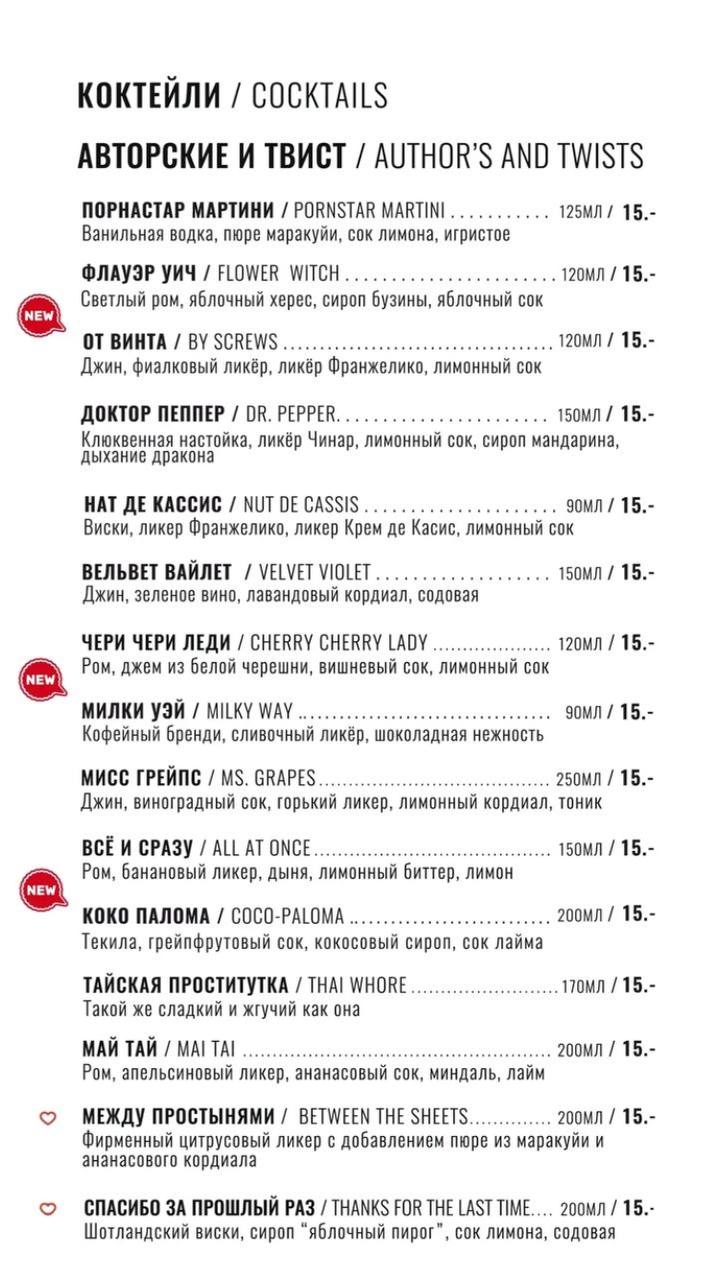 КОКТЕЙЛИ / COCKTAILS
АВТОРСКИЕ И ТВИСТ / AUTHOR'S AND TWISTS
ПОРНАСТАР МАРТИНИ / PORNSTAR MARTINI .......... 125МЛ / 15.-
Ванильная водка, пюре маракуйи, сок лимона, игристое
ФЛАУЭР УИЧ / FLOWER WITCH ..................... 120МЛ / 15.-
Светлый ром, яблочный херес, сироп бузины, яблочный сок
NEW
ОТ ВИНТА / BY SCREWS .................................... 120МЛ / 15.-
Джин, фиалковый ликёр, ликёр Франжелико, лимонный сок
ДОКТОР ПЕППЕР / DR. PEPPER...................... 150МЛ / 15.-
Клюквенная настойка, ликёр Чинар, лимонный сок, сироп мандарина,
дыхание дракона
НАТ ДЕ КАССИС / NUT DE CASSIS .................... 90МЛ / 15.-
Виски, ликер Франжелико, ликер Крем де Касис, лимонный сок
ВЕЛЬВЕТ ВАЙЛЕТ / VELVET VIOLET .................. 150МЛ / 15.-
Джин, зеленое вино, лавандовый кордиал, содовая
ЧЕРИ ЧЕРИ ЛЕДИ / CHERRY CHERRY LADY ..................... 120МЛ / 15.-
Ром, джем из белой черешни, вишневый сок, лимонный сок
NEW
МИЛКИ УЭЙ / MILKY WAY .................................. 90МЛ / 15.-
Кофейный бренди, сливочный ликёр, шоколадная нежность
МИСС ГРЕЙПС / MS. GRAPES.................................. 250МЛ / 15.-
Джин, виноградный сок, горький ликер, лимонный кордиал, тоник
ВСЁ И СРАЗУ / ALL AT ONCE................................... 150МЛ / 15.-
Ром, банановый ликер, дыня, лимонный биттер, лимон
NEW
КОКО ПАЛОМА / COCO-PALOMA ........................... 200МЛ / 15.-
Текила, грейпфрутовый сок, кокосовый сироп, сок лайма
ТАЙСКАЯ ПРОСТИТУТКА / THAI WHORE ......................170МЛ / 15.-
Такой же сладкий и жгучий как она
МАЙ ТАЙ / MAI TAI .............................................. 200МЛ / 15.-
Ром, апельсиновый ликер, ананасовый сок, миндаль, лайм
МЕЖДУ ПРОСТЫНЯМИ / BETWEEN THE SHEETS............ 200МЛ / 15.-
Фирменный цитрусовый ликер с добавлением пюре из маракуйи и
ананасового кордиала
СПАСИБО ЗА ПРОШЛЫЙ РАЗ / THANKS FOR THE LAST TIME.... 200МЛ / 15.-
Шотландский виски, сироп “яблочный пирог”, сок лимона, содовая